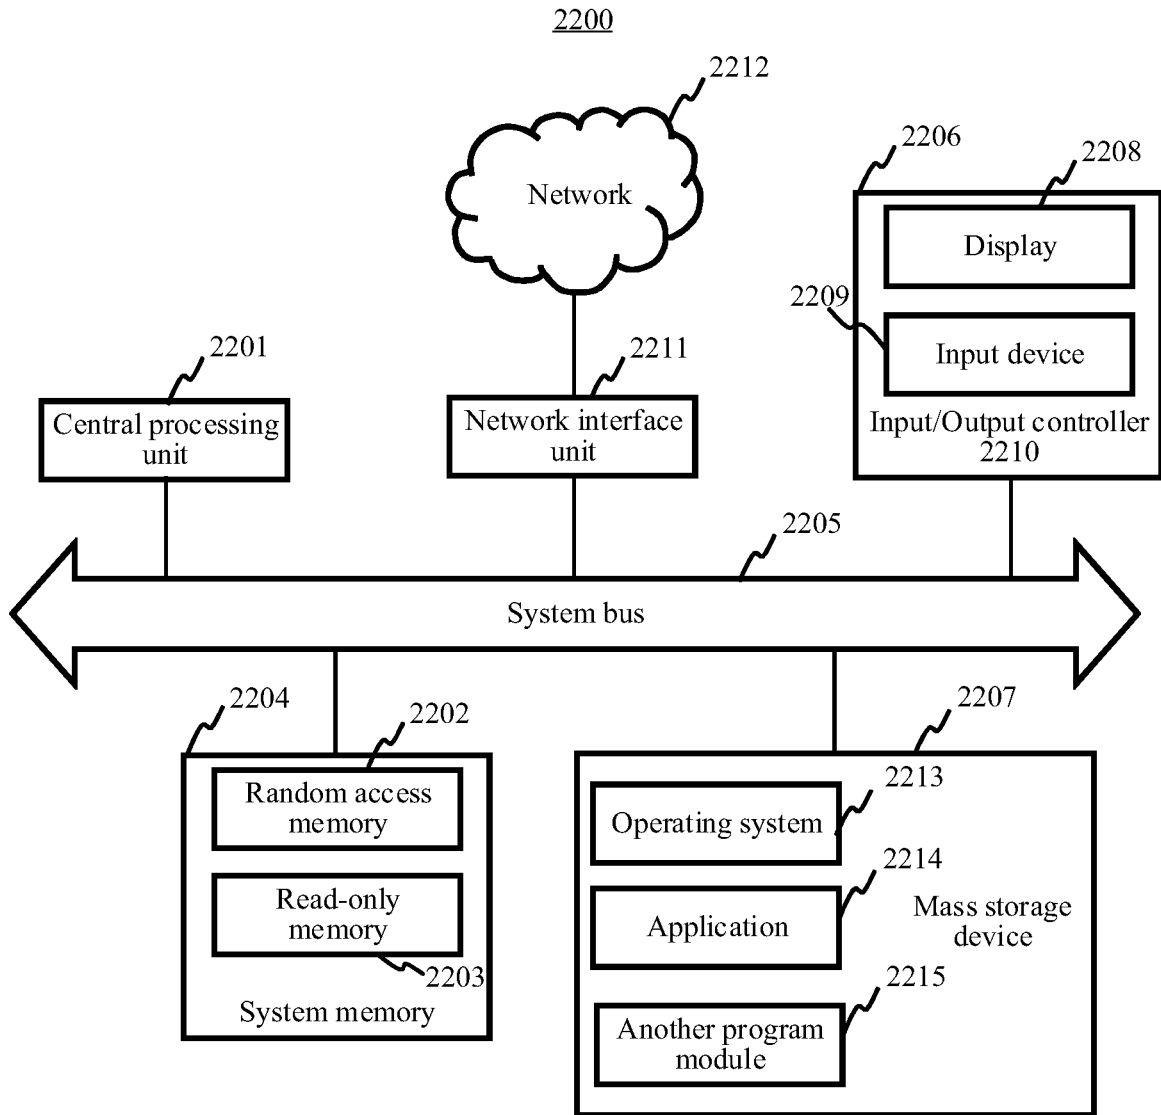 2200
2212
Network
2206
2208
Display
2209
Input device
Input/Output controller
2210
2201
Central processing
unit
2211
Network interface
unit
2205
System bus
2204
2202
Random access
memory
Read-only
memory
2203
System memory
2207
2213
Operating system
2214
Application
Mass storage
device
2215
Another program
module